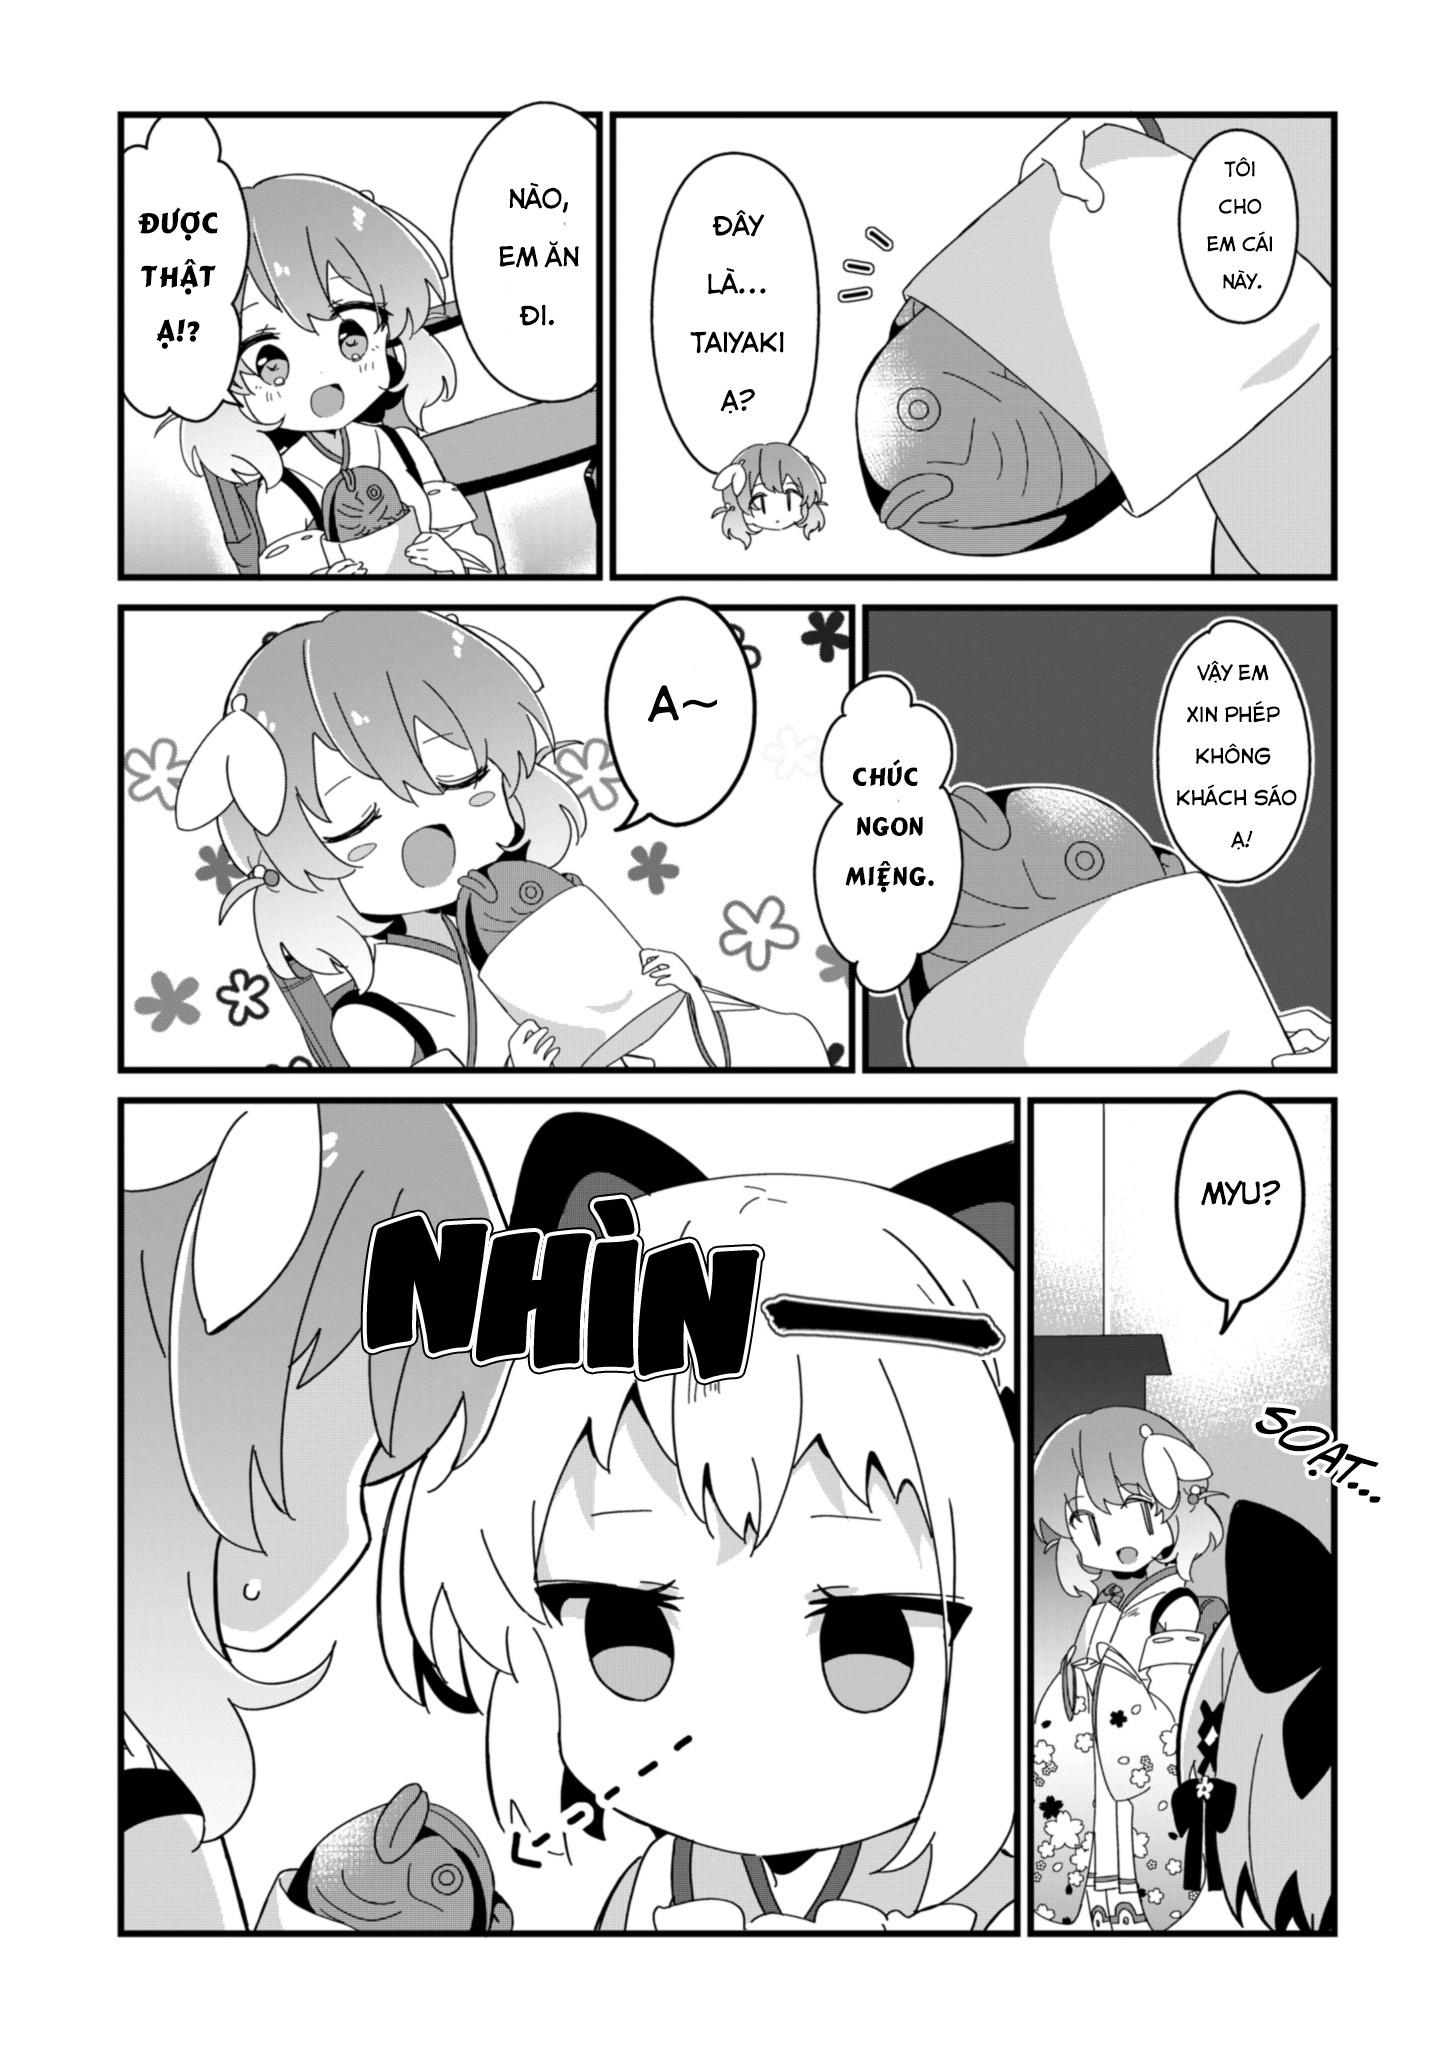 TÔI
CHO
EM CÁI
NÀY.
ĐÂY
LÀ...
TAIYAKI
Ạ?
NÀO,
EM ĂN
ĐI.
ĐƯỢC
THẬT
Ạ!?
VẬY EM
XIN PHÉP
KHÔNG
KHÁCH SÁO
Ạ!
CHÚC
NGON
MIỆNG.
A~
MYU?
SOẠT...
NHÌN